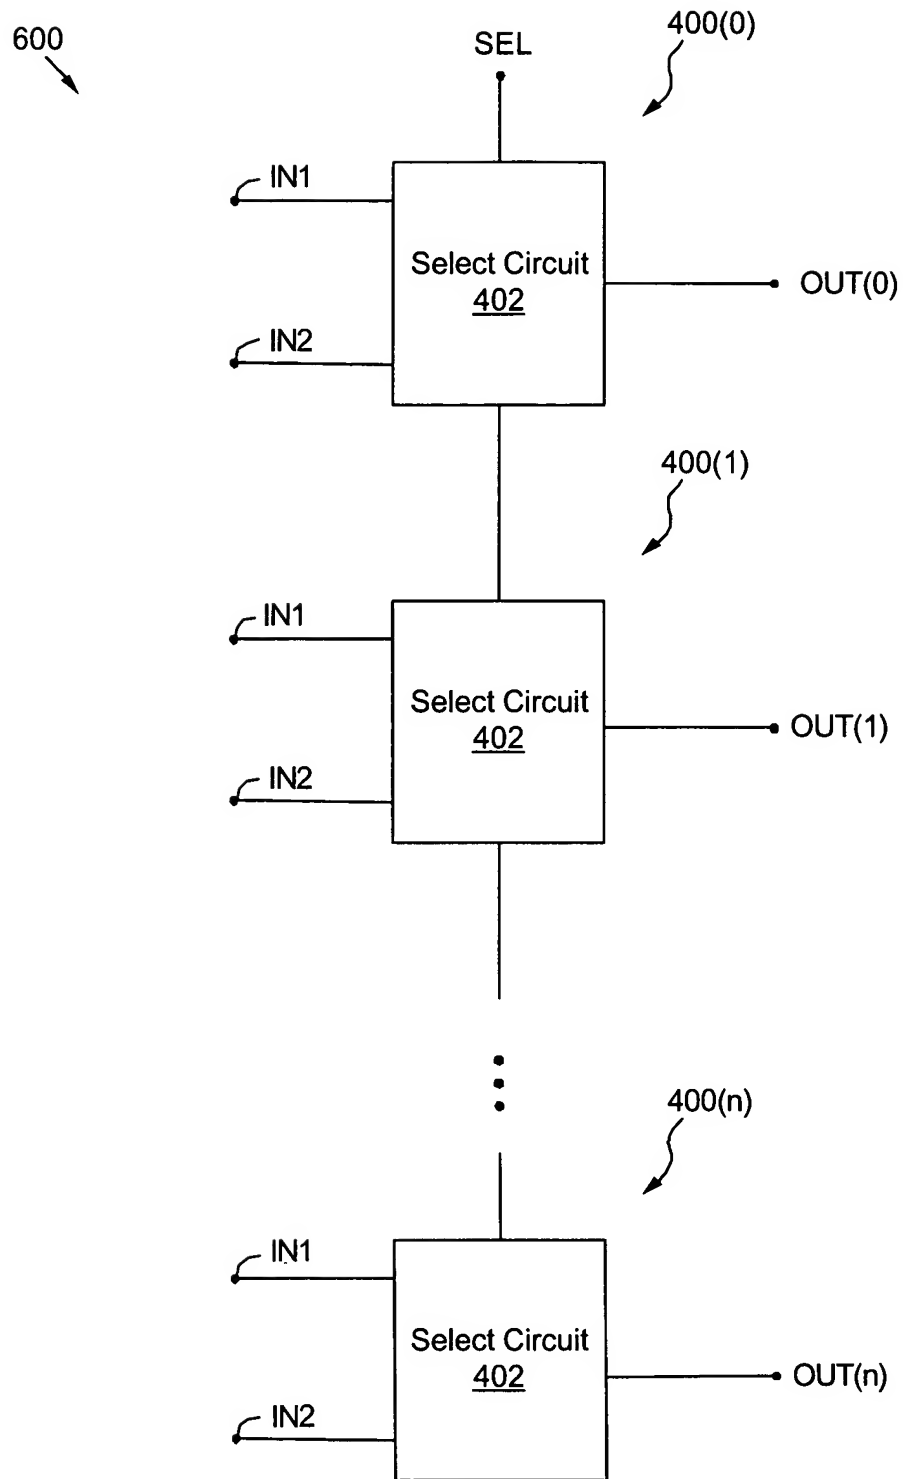 600
SEL
400(0)
IN1
Select Circuit
402
OUT(0)
IN2
400(1)
IN1
Select Circuit
402
OUT(1)
IN2
400(n)
IN1
Select Circuit
402
OUT(n)
IN2